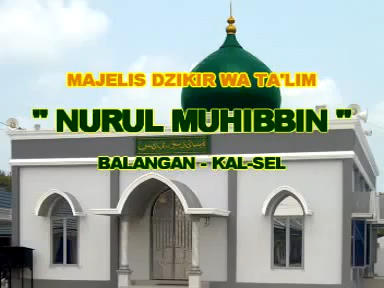 MAJELIS DZIKIR WA TA'LIM
" NURUL MUHIBBIN "
BALANGAN - KAL-SEL